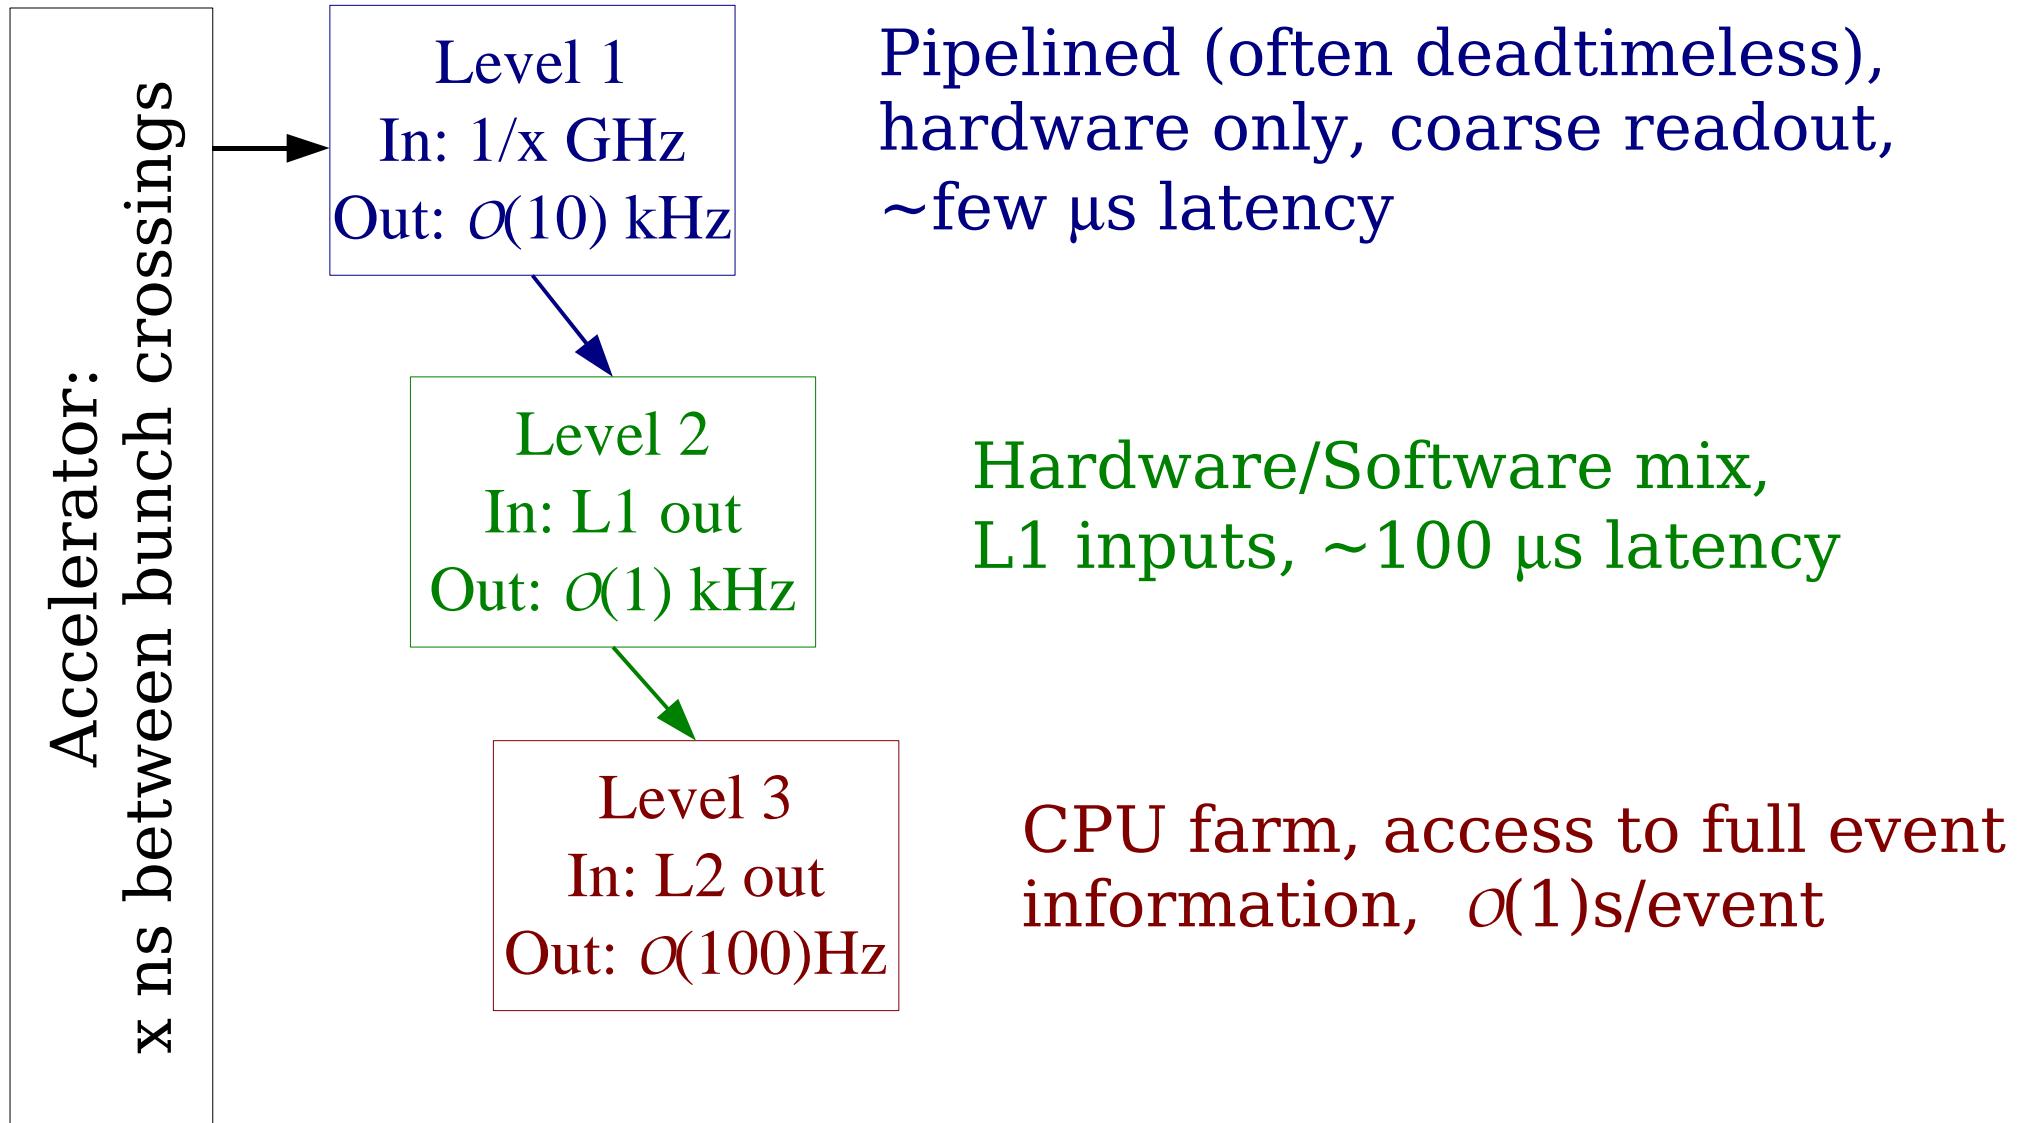 Accelerator:
x ns between bunch crossings
Level 1
In: 1/x GHz
Out: 𝒪(10) kHz
Pipelined (often deadtimeless),
hardware only, coarse readout,
~few μs latency
Level 2
In: L1 out
Out: 𝒪(1) kHz
Hardware/Software mix,
L1 inputs, ~100 μs latency
Level 3
In: L2 out
Out: 𝒪(100)Hz
CPU farm, access to full event
information, 𝒪(1)s/event